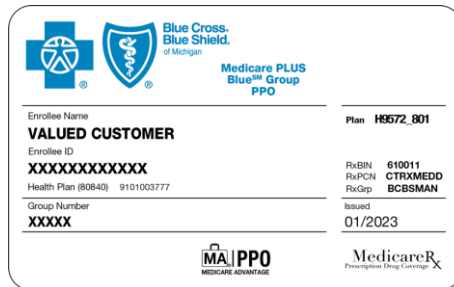 Blue Cross®
Blue Shield®
of Michigan
Medicare PLUS
Blue℠ Group
PPO
Enrollee Name
VALUED CUSTOMER
Enrollee ID
XXXXXXXXXXXX
Health Plan (80840) 9101003777
Group Number
XXXXX
Plan H9572_801
RxBIN 610011
RxPCN CTRXMEDD
RxGrp BCBSMAN
Issued
01/2023
MA PPO
MEDICARE ADVANTAGE
MedicareRx
Prescription Drug Coverage